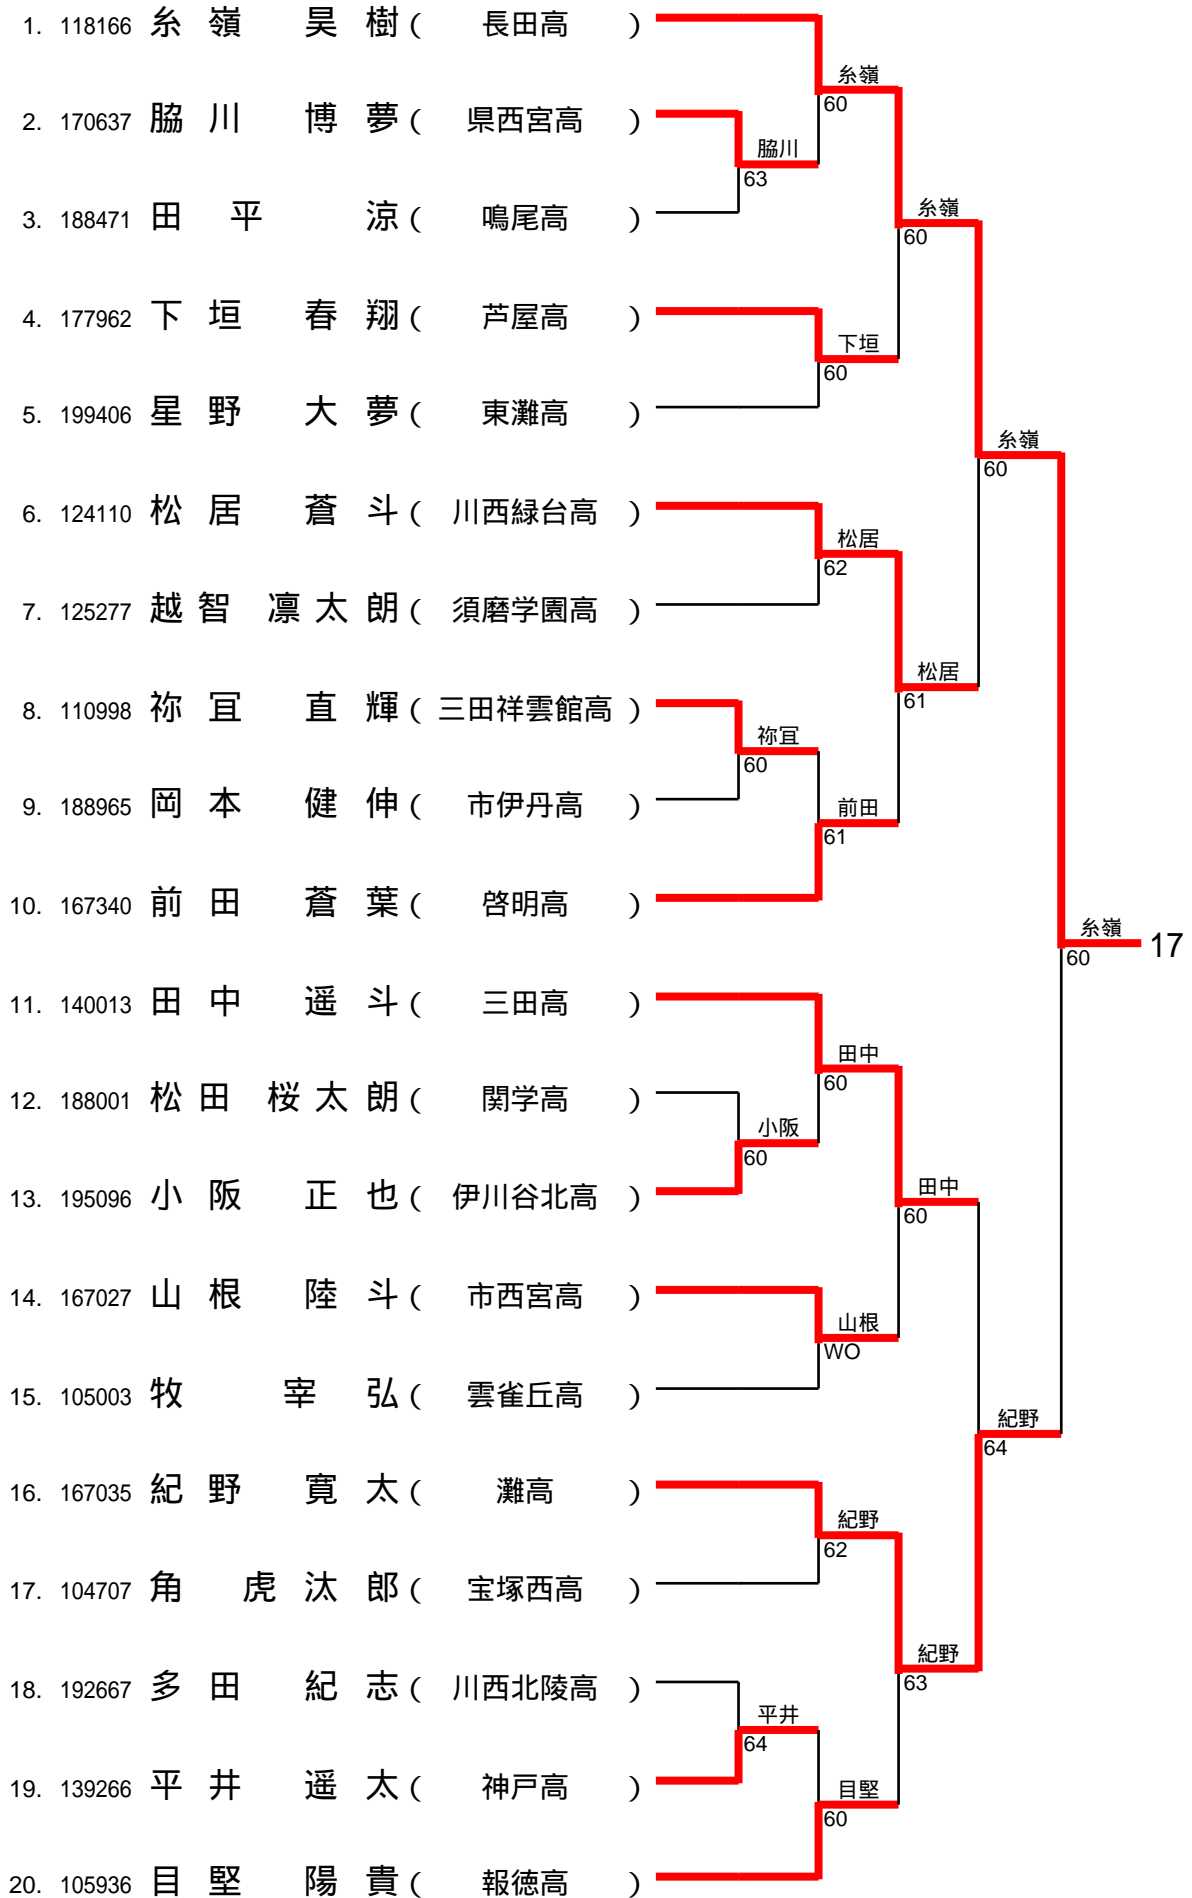 1. 118166 糸嶺 昊樹 ( 長田高 )
糸嶺
60
2. 170637 脇川 博夢 ( 県西宮高 )
脇川
63
3. 188471 田平 涼 ( 鳴尾高 )
糸嶺
60
4. 177962 下垣 春翔 ( 芦屋高 )
下垣
60
5. 199406 星野 大夢 ( 東灘高 )
糸嶺
60
6. 124110 松居 蒼斗 ( 川西緑台高 )
松居
62
7. 125277 越智 凛太朗 ( 須磨学園高 )
松居
61
8. 110998 祢冝 直輝 ( 三田祥雲館高 )
祢冝
60
9. 188965 岡本 健伸 ( 市伊丹高 )
前田
61
10. 167340 前田 蒼葉 ( 啓明高 )
糸嶺
60
17
11. 140013 田中 遥斗 ( 三田高 )
田中
60
12. 188001 松田 桜太朗 ( 関学高 )
小阪
60
13. 195096 小阪 正也 ( 伊川谷北高 )
田中
60
14. 167027 山根 陸斗 ( 市西宮高 )
山根
WO
15. 105003 牧 宰弘 ( 雲雀丘高 )
紀野
64
16. 167035 紀野 寛太 ( 灘高 )
紀野
62
17. 104707 角 虎汰郎 ( 宝塚西高 )
紀野
63
18. 192667 多田 紀志 ( 川西北陵高 )
平井
64
19. 139266 平井 遥太 ( 神戸高 )
目堅
60
20. 105936 目堅 陽貴 ( 報徳高 )